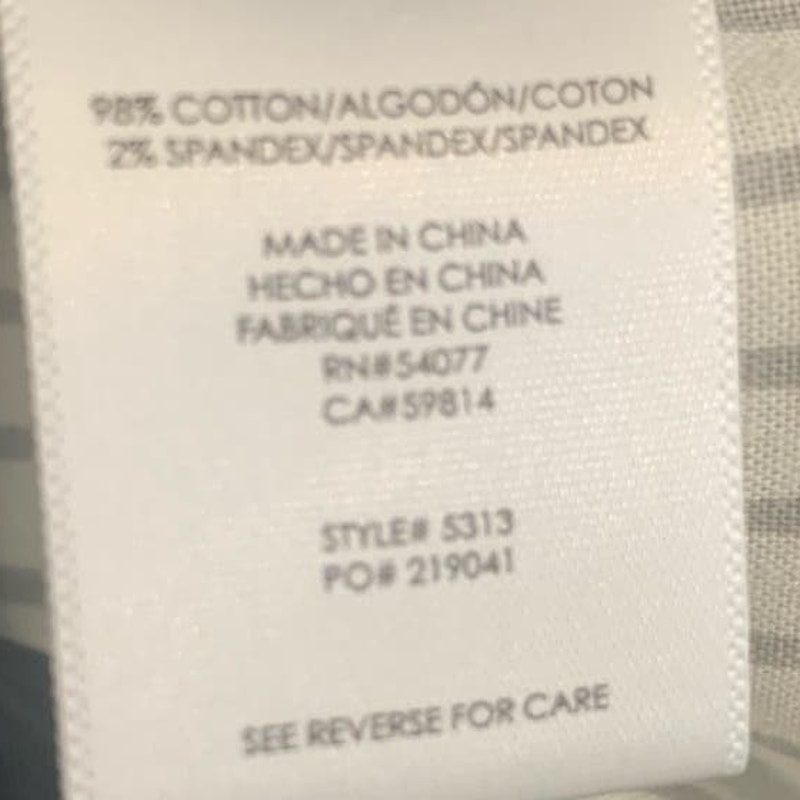 98% COTTON/ALGODÓN/COTON
2% SPANDEX/SPANDEX/SPANDEX
MADE IN CHINA
HECHO EN CHINA
FABRIQUÉ EN CHINE
RN#54077
CA#59814
STYLE# 5313
PO# 219041
SEE REVERSE FOR CARE